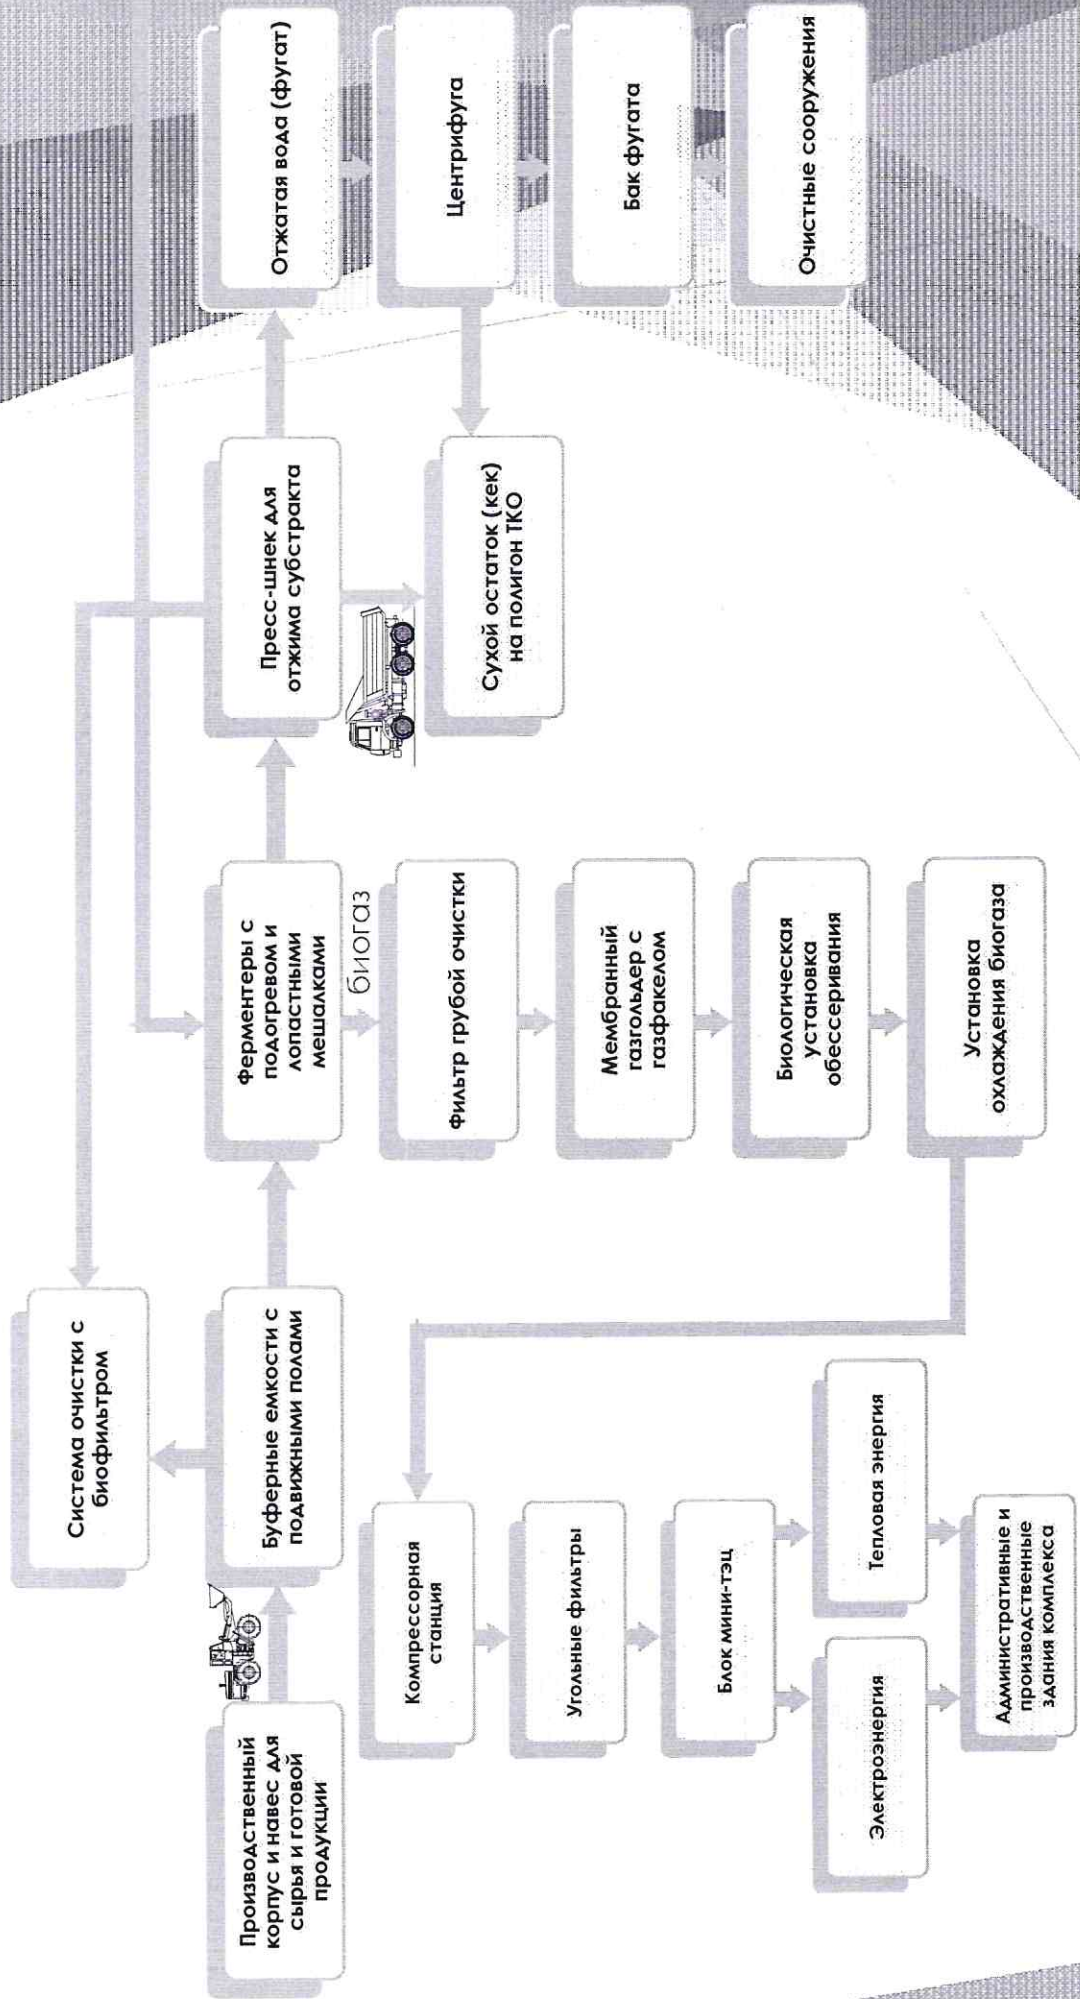 Система очистки с
биофильтром
Производственный
корпус и навес для
сырья и готовой
продукции
Буферные емкости с
подвижными полами
Ферментеры с
подогревом и
лопастными
мешалками
Пресс-шнек для
отжима субстракта
Отжатая вода (фугат)
биогаз
Компрессорная
станция
Фильтр грубой очистки
Сухой остаток (кек)
на полигон ТКО
Центрифуга
Угольные фильтры
Мембранный
газгольдер с
газфакелом
Бак фугата
Блок мини-тэц
Биологическая
установка
обессеривания
Очистные сооружения
Электроэнергия
Тепловая энергия
Установка
охлаждения биогаза
Административные и
производственные
здания комплекса